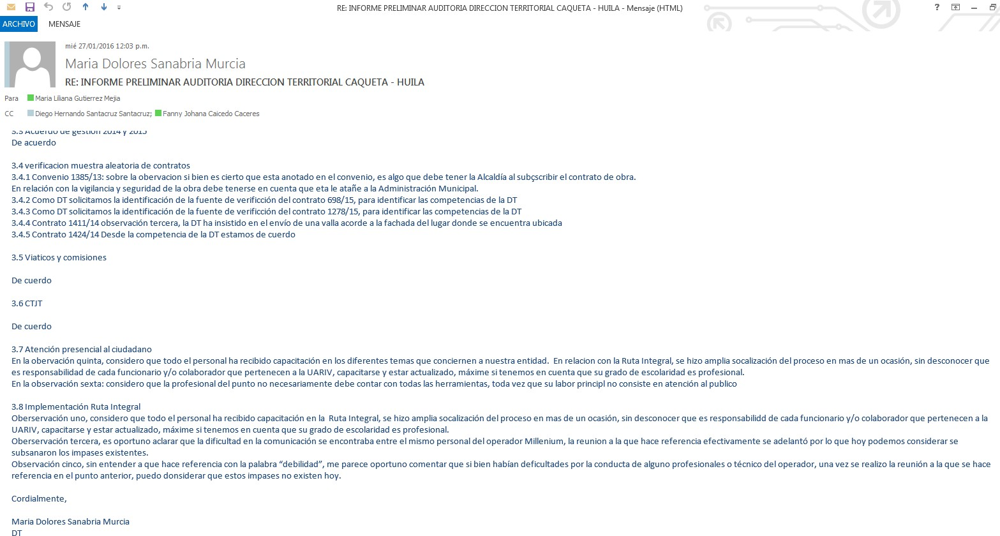 RE: INFORME PRELIMINAR AUDITORIA DIRECCION TERRITORIAL CAQUETA - HUILA - Mensaje (HTML)
?
ARCHIVO MENSAJE
mié 27/01/2016 12:03 p.m.
Maria Dolores Sanabria Murcia
RE: INFORME PRELIMINAR AUDITORIA DIRECCION TERRITORIAL CAQUETA - HUILA
Para Maria Liliana Gutierrez Mejia
CC Diego Hernando Santacruz Santacruz; Fanny Johana Caicedo Caceres
3.3 Acuerdo de gestión 2014 y 2015
De acuerdo
3.4 verificacion muestra aleatoria de contratos
3.4.1 Convenio 1385/13: sobre la obervacion si bien es cierto que esta anotado en el convenio, es algo que debe tener la Alcaldía al subçscribir el contrato de obra.
En relación con la vigilancia y seguridad de la obra debe tenerse en cuenta que eta le atañe a la Administración Municipal.
3.4.2 Como DT solicitamos la identificación de la fuente de verificción del contrato 698/15, para identificar las competencias de la DT
3.4.3 Como DT solicitamos la identificación de la fuente de verificción del contrato 1278/15, para identificar las competencias de la DT
3.4.4 Contrato 1411/14 observación tercera, la DT ha insistido en el envío de una valla acorde a la fachada del lugar donde se encuentra ubicada
3.4.5 Contrato 1424/14 Desde la competencia de la DT estamos de cuerdo
3.5 Viaticos y comisiones
De cuerdo
3.6 CTJT
De cuerdo
3.7 Atención presencial al ciudadano
En la obervación quinta, considero que todo el personal ha recibido capacitación en los diferentes temas que conciernen a nuestra entidad. En relacion con la Ruta Integral, se hizo amplia socalización del proceso en mas de un ocasión, sin desconocer que
es responsabilidad de cada funcionario y/o colaborador que pertenecen a la UARIV, capacitarse y estar actualizado, máxime si tenemos en cuenta que su grado de escolaridad es profesional.
En la observación sexta: considero que la profesional del punto no necesariamente debe contar con todas las herramientas, toda vez que su labor principl no consiste en atención al publico
3.8 Implementación Ruta Integral
Oberservación uno, considero que todo el personal ha recibido capacitación en la Ruta Integral, se hizo amplia socalización del proceso en mas de un ocasión, sin desconocer que es responsabilidd de cada funcionario y/o colaborador que pertenecen a la
UARIV, capacitarse y estar actualizado, máxime si tenemos en cuenta que su grado de escolaridad es profesional.
Oberservación tercera, es oportuno aclarar que la dificultad en la comunicación se encontraba entre el mismo personal del operador Millenium, la reunion a la que hace referencia efectivamente se adelantó por lo que hoy podemos considerar se
subsanaron los impases existentes.
Observación cinco, sin entender a que hace referencia con la palabra “debilidad”, me parece oportuno comentar que si bien habían deficultades por la conducta de alguno profesionales o técnico del operador, una vez se realizo la reunión a la que se hace
referencia en el punto anterior, puedo donsiderar que estos impases no existen hoy.
Cordialmente,
Maria Dolores Sanabria Murcia
DT